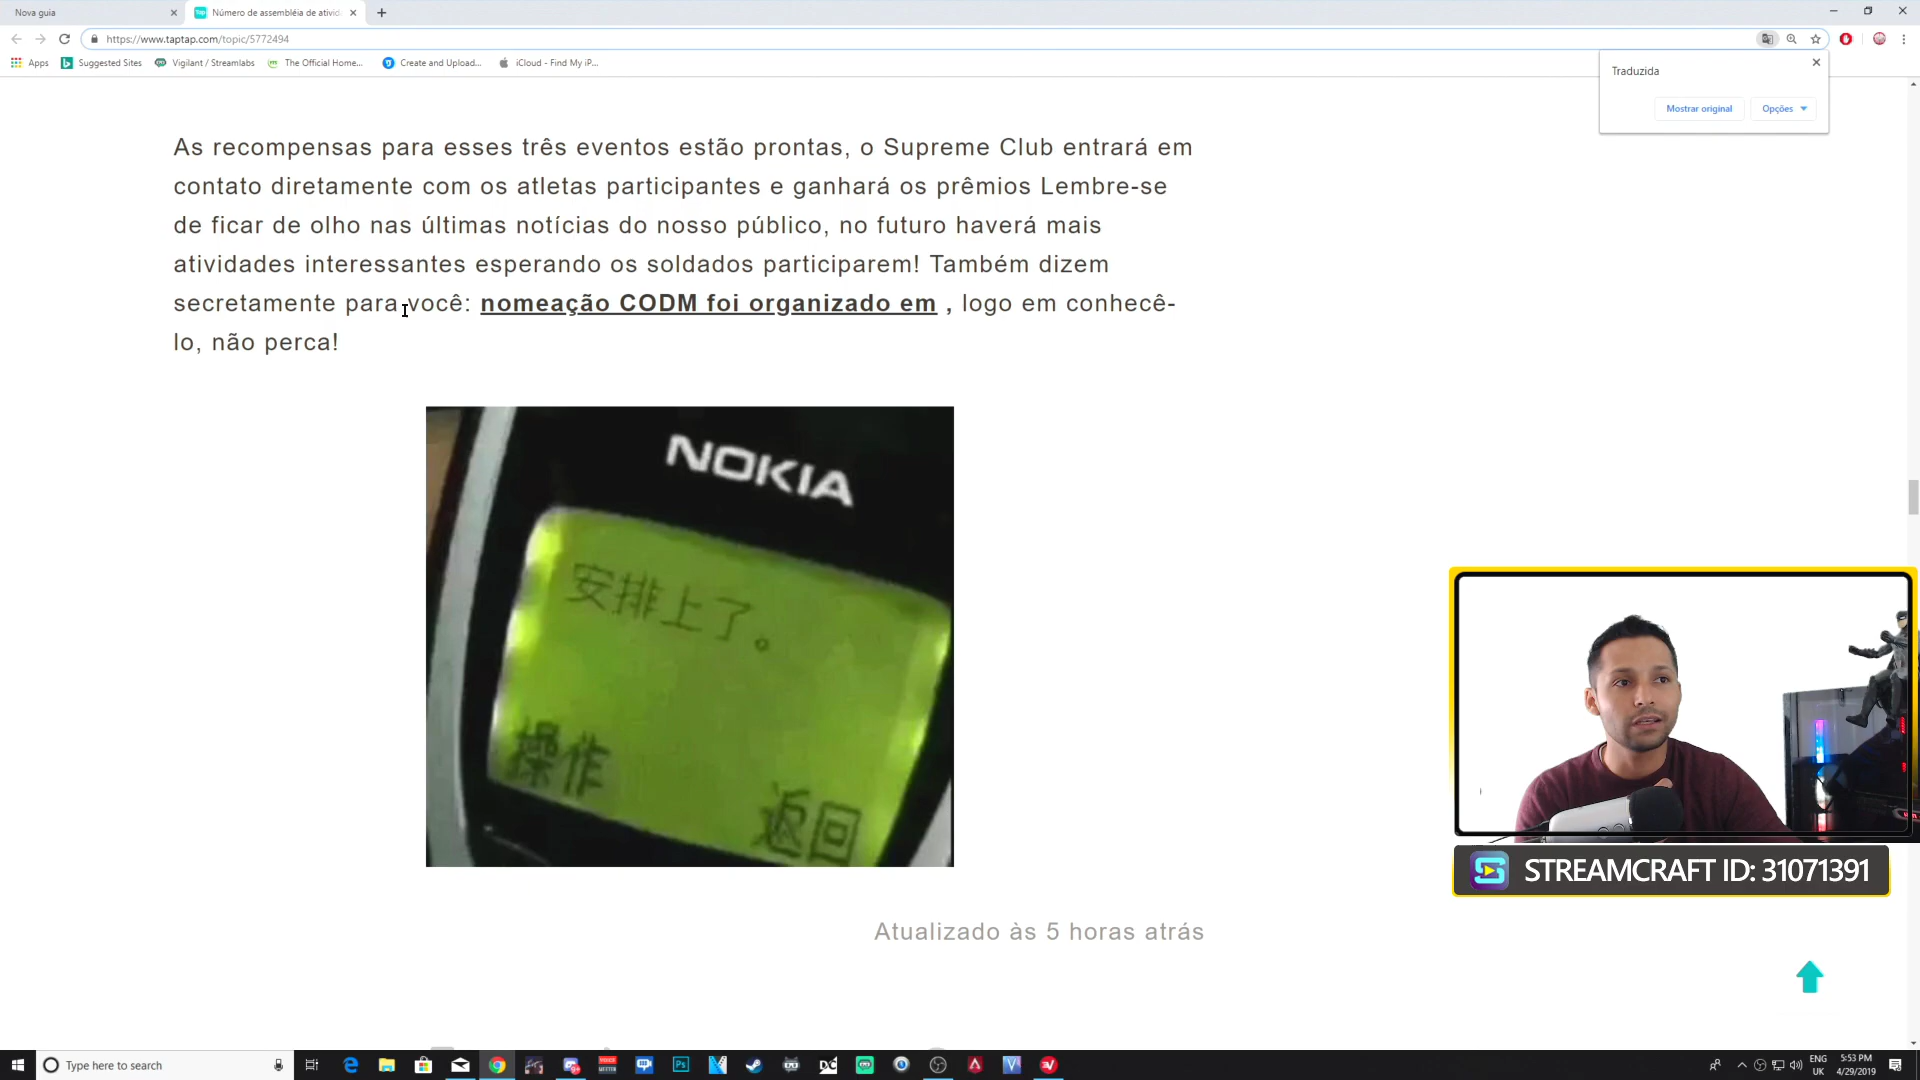 Nova guia
Número de assembléia de ativid
https://www.taptap.com/topic/5772494
Apps
Suggested Sites
Vigilant / Streamlabs
The Official Home...
Create and Upload...
iCloud - Find My iP...
Traduzida
Mostrar original
Opções
As recompensas para esses três eventos estão prontas, o Supreme Club entrará em
contato diretamente com os atletas participantes e ganhará os prêmios Lembre-se
de ficar de olho nas últimas notícias do nosso público, no futuro haverá mais
atividades interessantes esperando os soldados participarem! Também dizem
secretamente para você: nomeação CODM foi organizado em , logo em conhecê-
lo, não perca!
NOKIA
安排上了。
操作
返回
STREAMCRAFT ID: 31071391
Atualizado às 5 horas atrás
Type here to search
ENG
UK
5:53 PM
4/29/2019